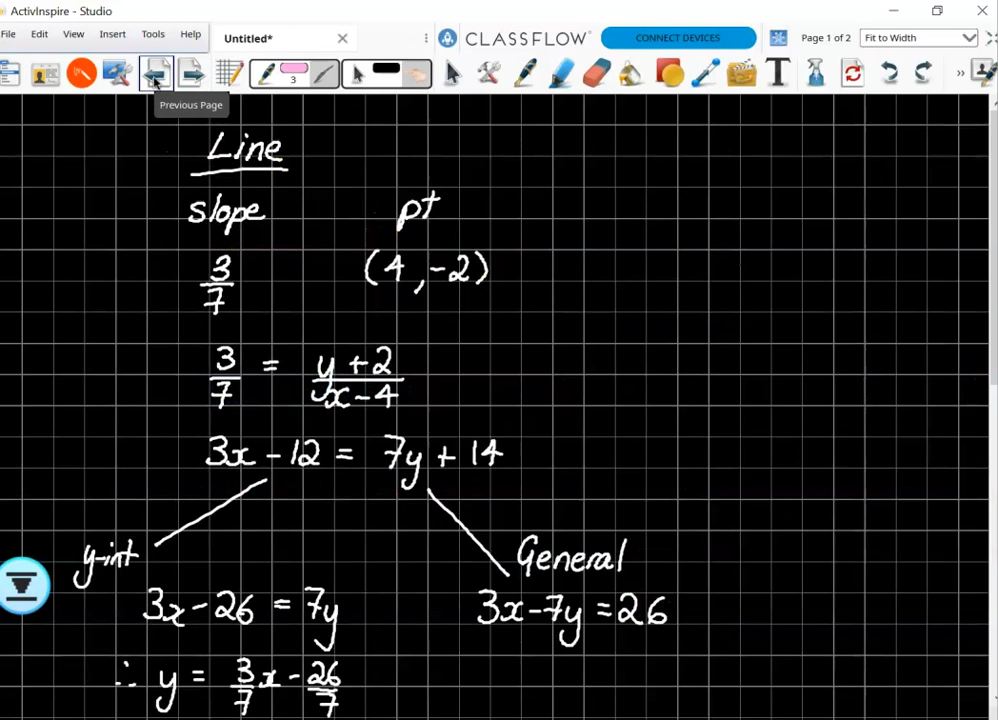 ActivInspire - Studio
File Edit View Insert Tools Help
Untitled*
CLASSFLOW
CONNECT DEVICES
Page 1 of 2
Fit to Width
3
Previous Page
Line
slope pt
3/7 (4, -2)
3/7 = y + 2/x - 4
3x - 12 = 7y + 14
y-int General
3x - 26 = 7y 3x - 7y = 26
∴ y = 3/7 x - 26/7